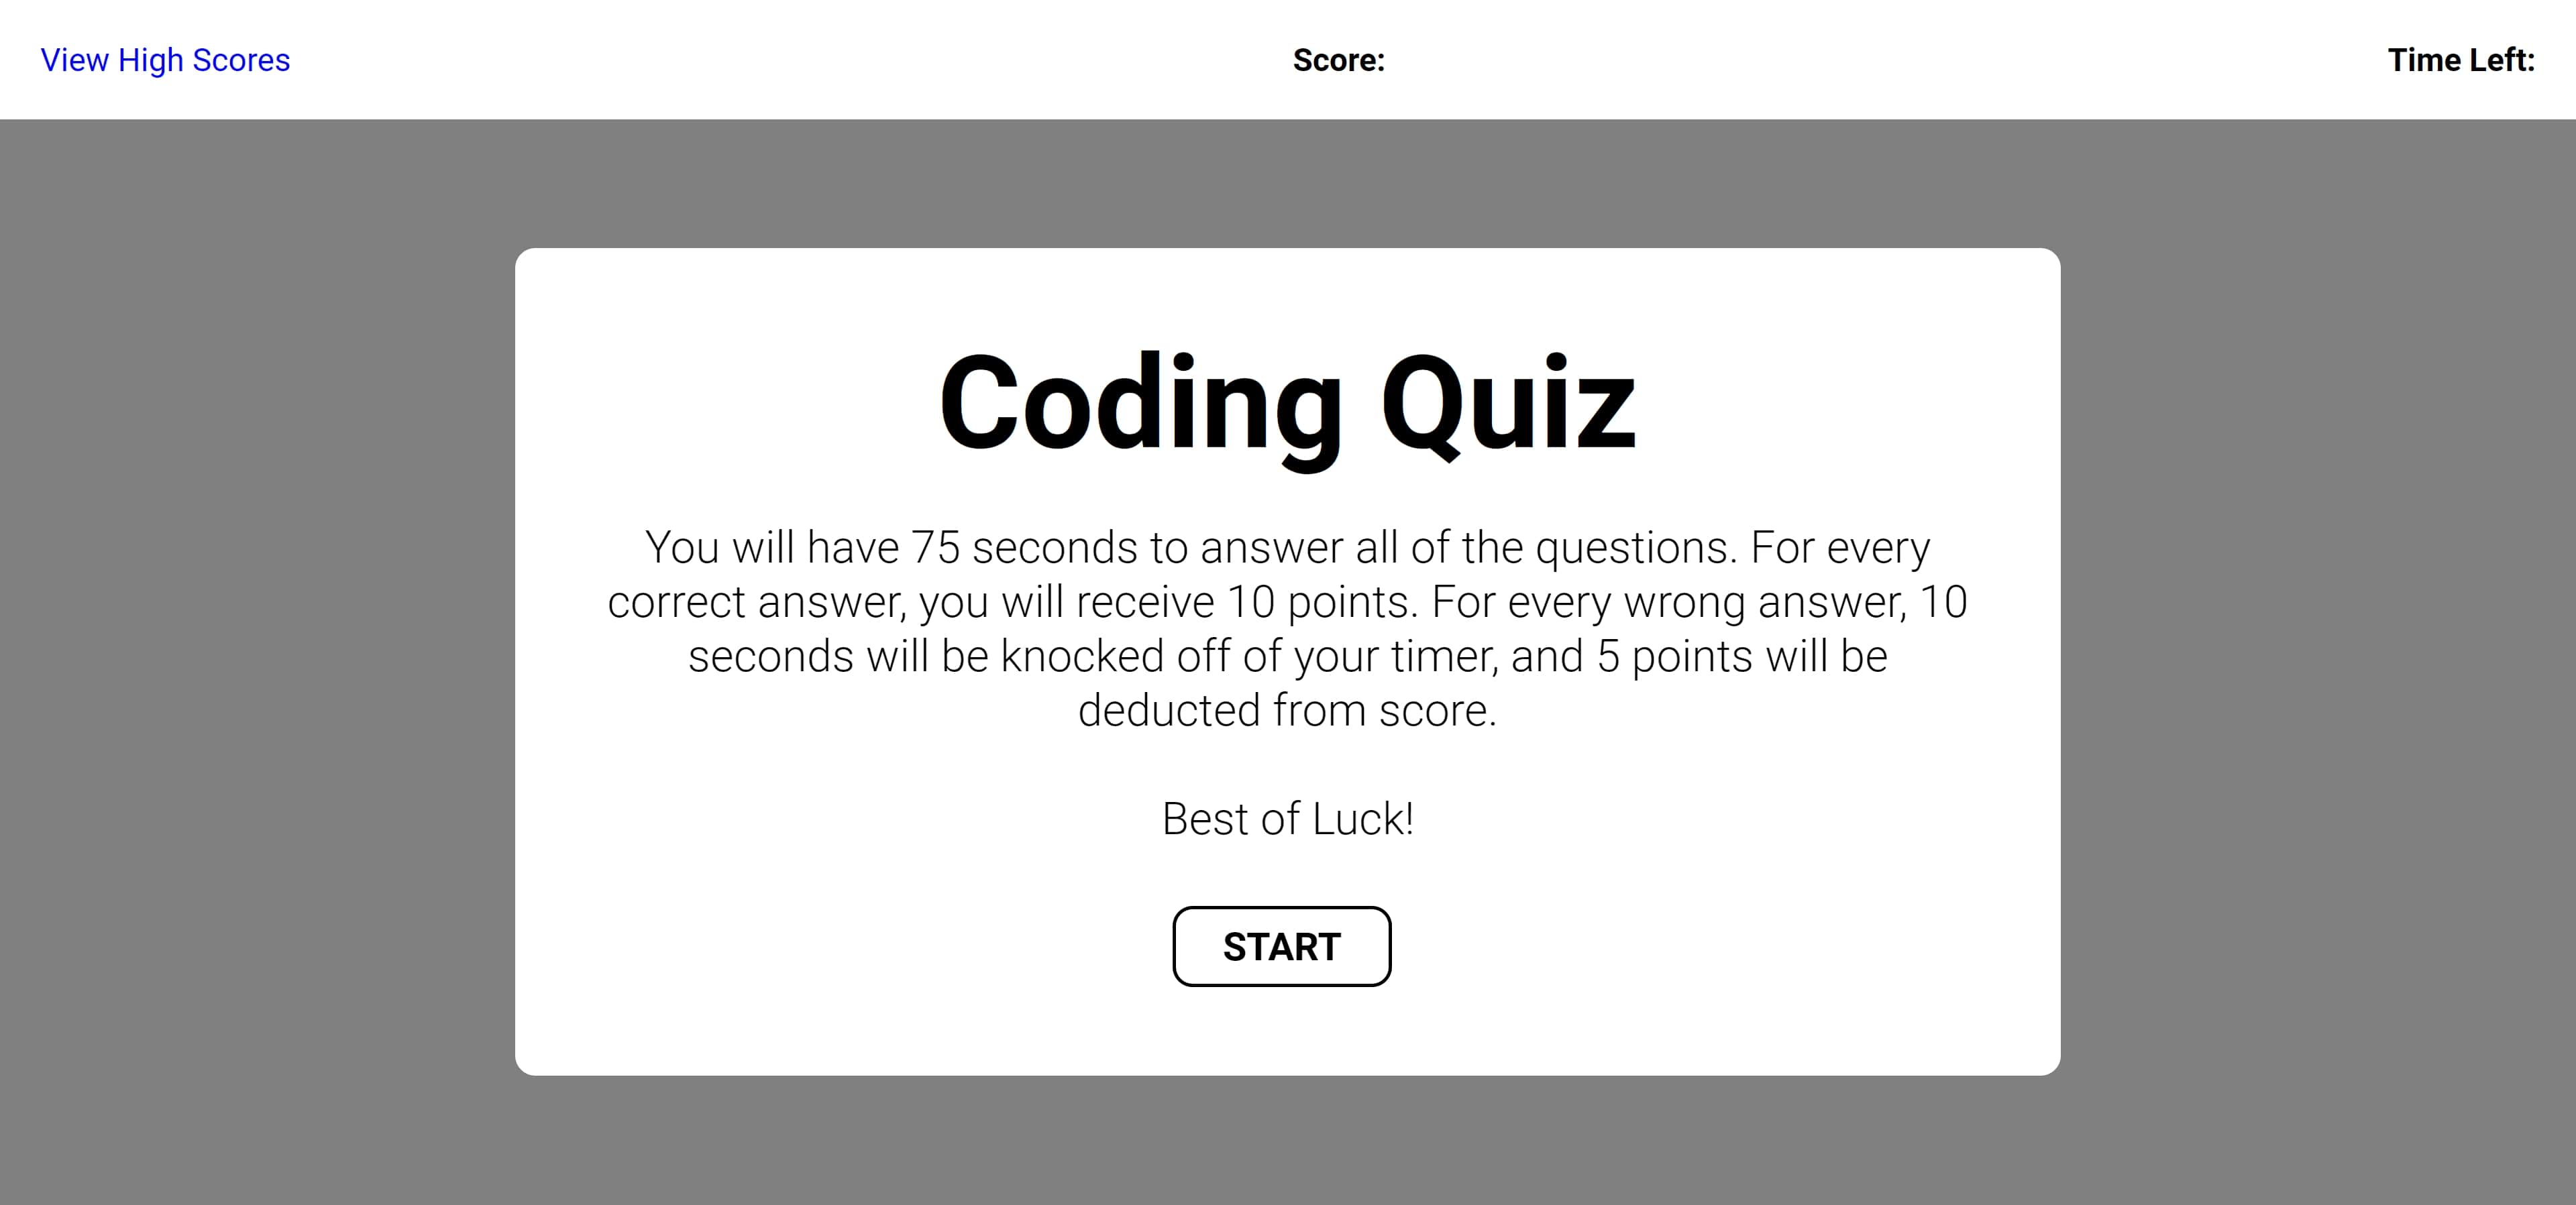 View High Scores
Score:
Time Left:
Coding Quiz
You will have 75 seconds to answer all of the questions. For every
correct answer, you will receive 10 points. For every wrong answer, 10
seconds will be knocked off of your timer, and 5 points will be
deducted from score.
Best of Luck!
START